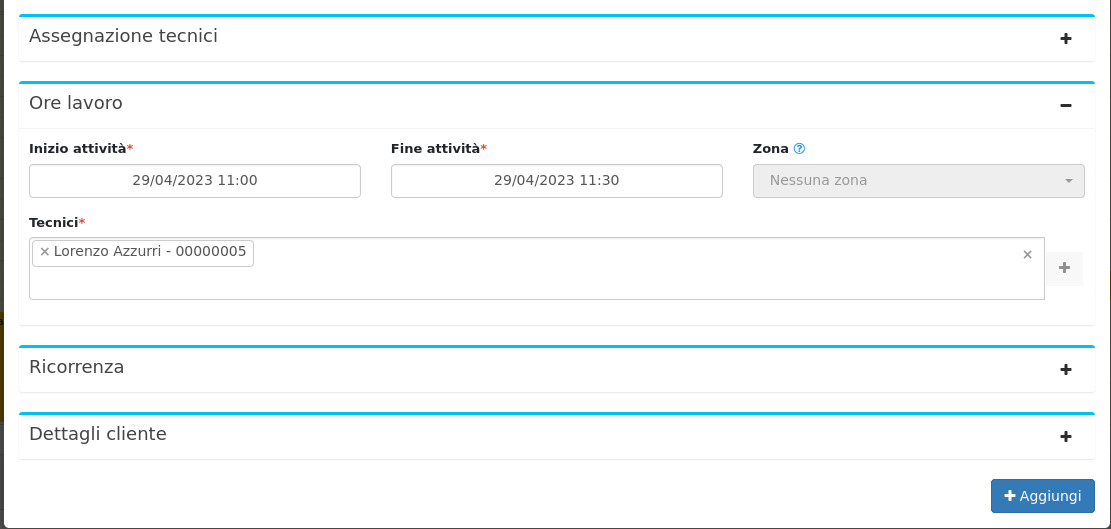 Assegnazione tecnici
Ore lavoro
Inizio attività* Fine attività* Zona
29/04/2023 11:00 29/04/2023 11:30 Nessuna zona
Tecnici*
× Lorenzo Azzurri - 00000005 ×
Ricorrenza
Dettagli cliente
+ Aggiungi